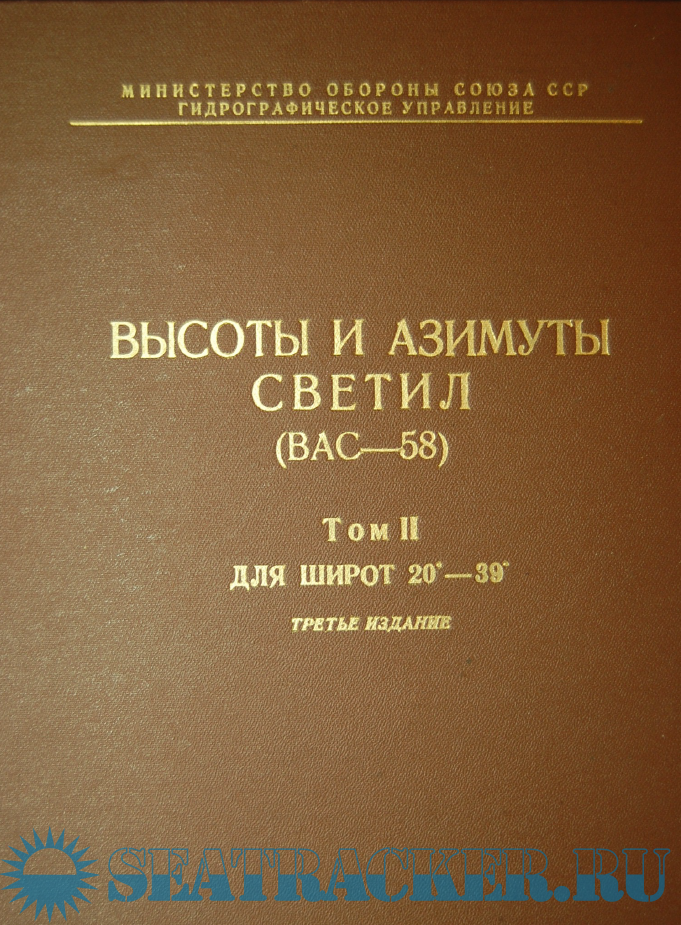 МИНИСТЕРСТВО ОБОРОНЫ СОЮЗА ССР
ГИДРОГРАФИЧЕСКОЕ УПРАВЛЕНИЕ
ВЫСОТЫ И АЗИМУТЫ
СВЕТИЛ
(ВАС—58)
Том II
ДЛЯ ШИРОТ 20°—39°
ТРЕТЬЕ ИЗДАНИЕ
SEATRACKER.RU